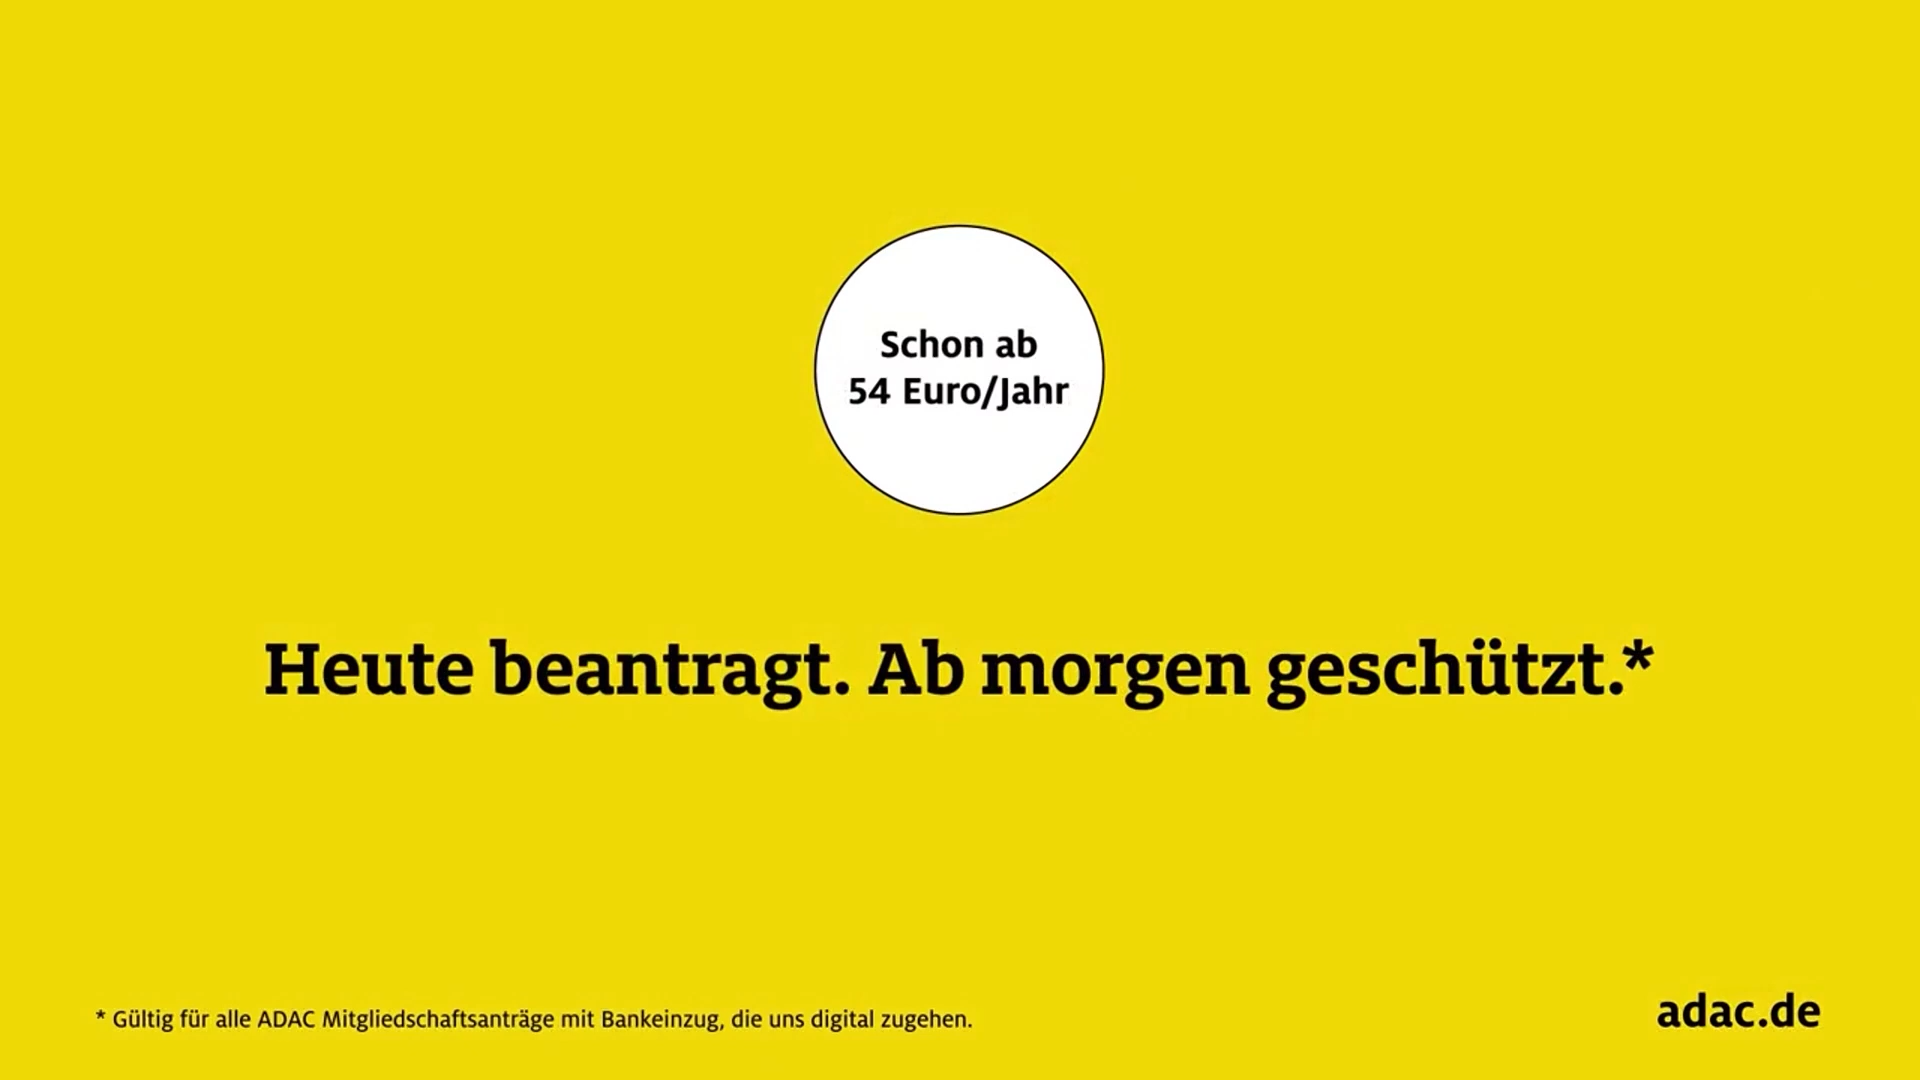 Schon ab
54 Euro/Jahr
Heute beantragt. Ab morgen geschützt.*
* Gültig für alle ADAC Mitgliedschaftsanträge mit Bankeinzug, die uns digital zugehen.
adac.de